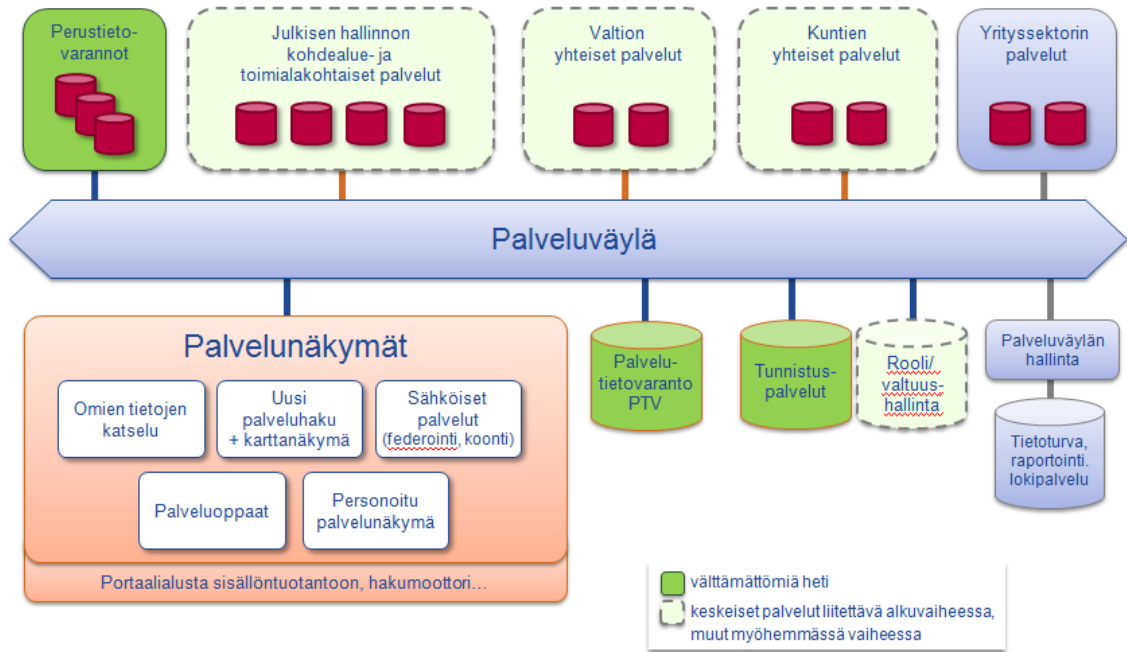 Perustieto-
varannot
Julkisen hallinnon
kohdealue- ja
toimialakohtaiset palvelut
Valtion
yhteiset palvelut
Kuntien
yhteiset palvelut
Yrityssektorin
palvelut
Palveluväylä
Palvelunäkymät
Omien tietojen
katselu
Uusi
palveluhaku
+ karttanäkymä
Sähköiset
palvelut
(federointi, koonti)
Palveluoppaat
Personoitu
palvelunäkymä
Portaalialusta sisällöntuotantoon, hakumoottori...
Palvelu-
tietovaranto
PTV
Tunnistus-
palvelut
Rooli/
valtuus-
hallinta
Palveluväylän
hallinta
Tietoturva,
raportointi.
lokipalvelu
välttämättömiä heti
keskeiset palvelut liitettävä alkuvaiheessa,
muut myöhemmässä vaiheessa